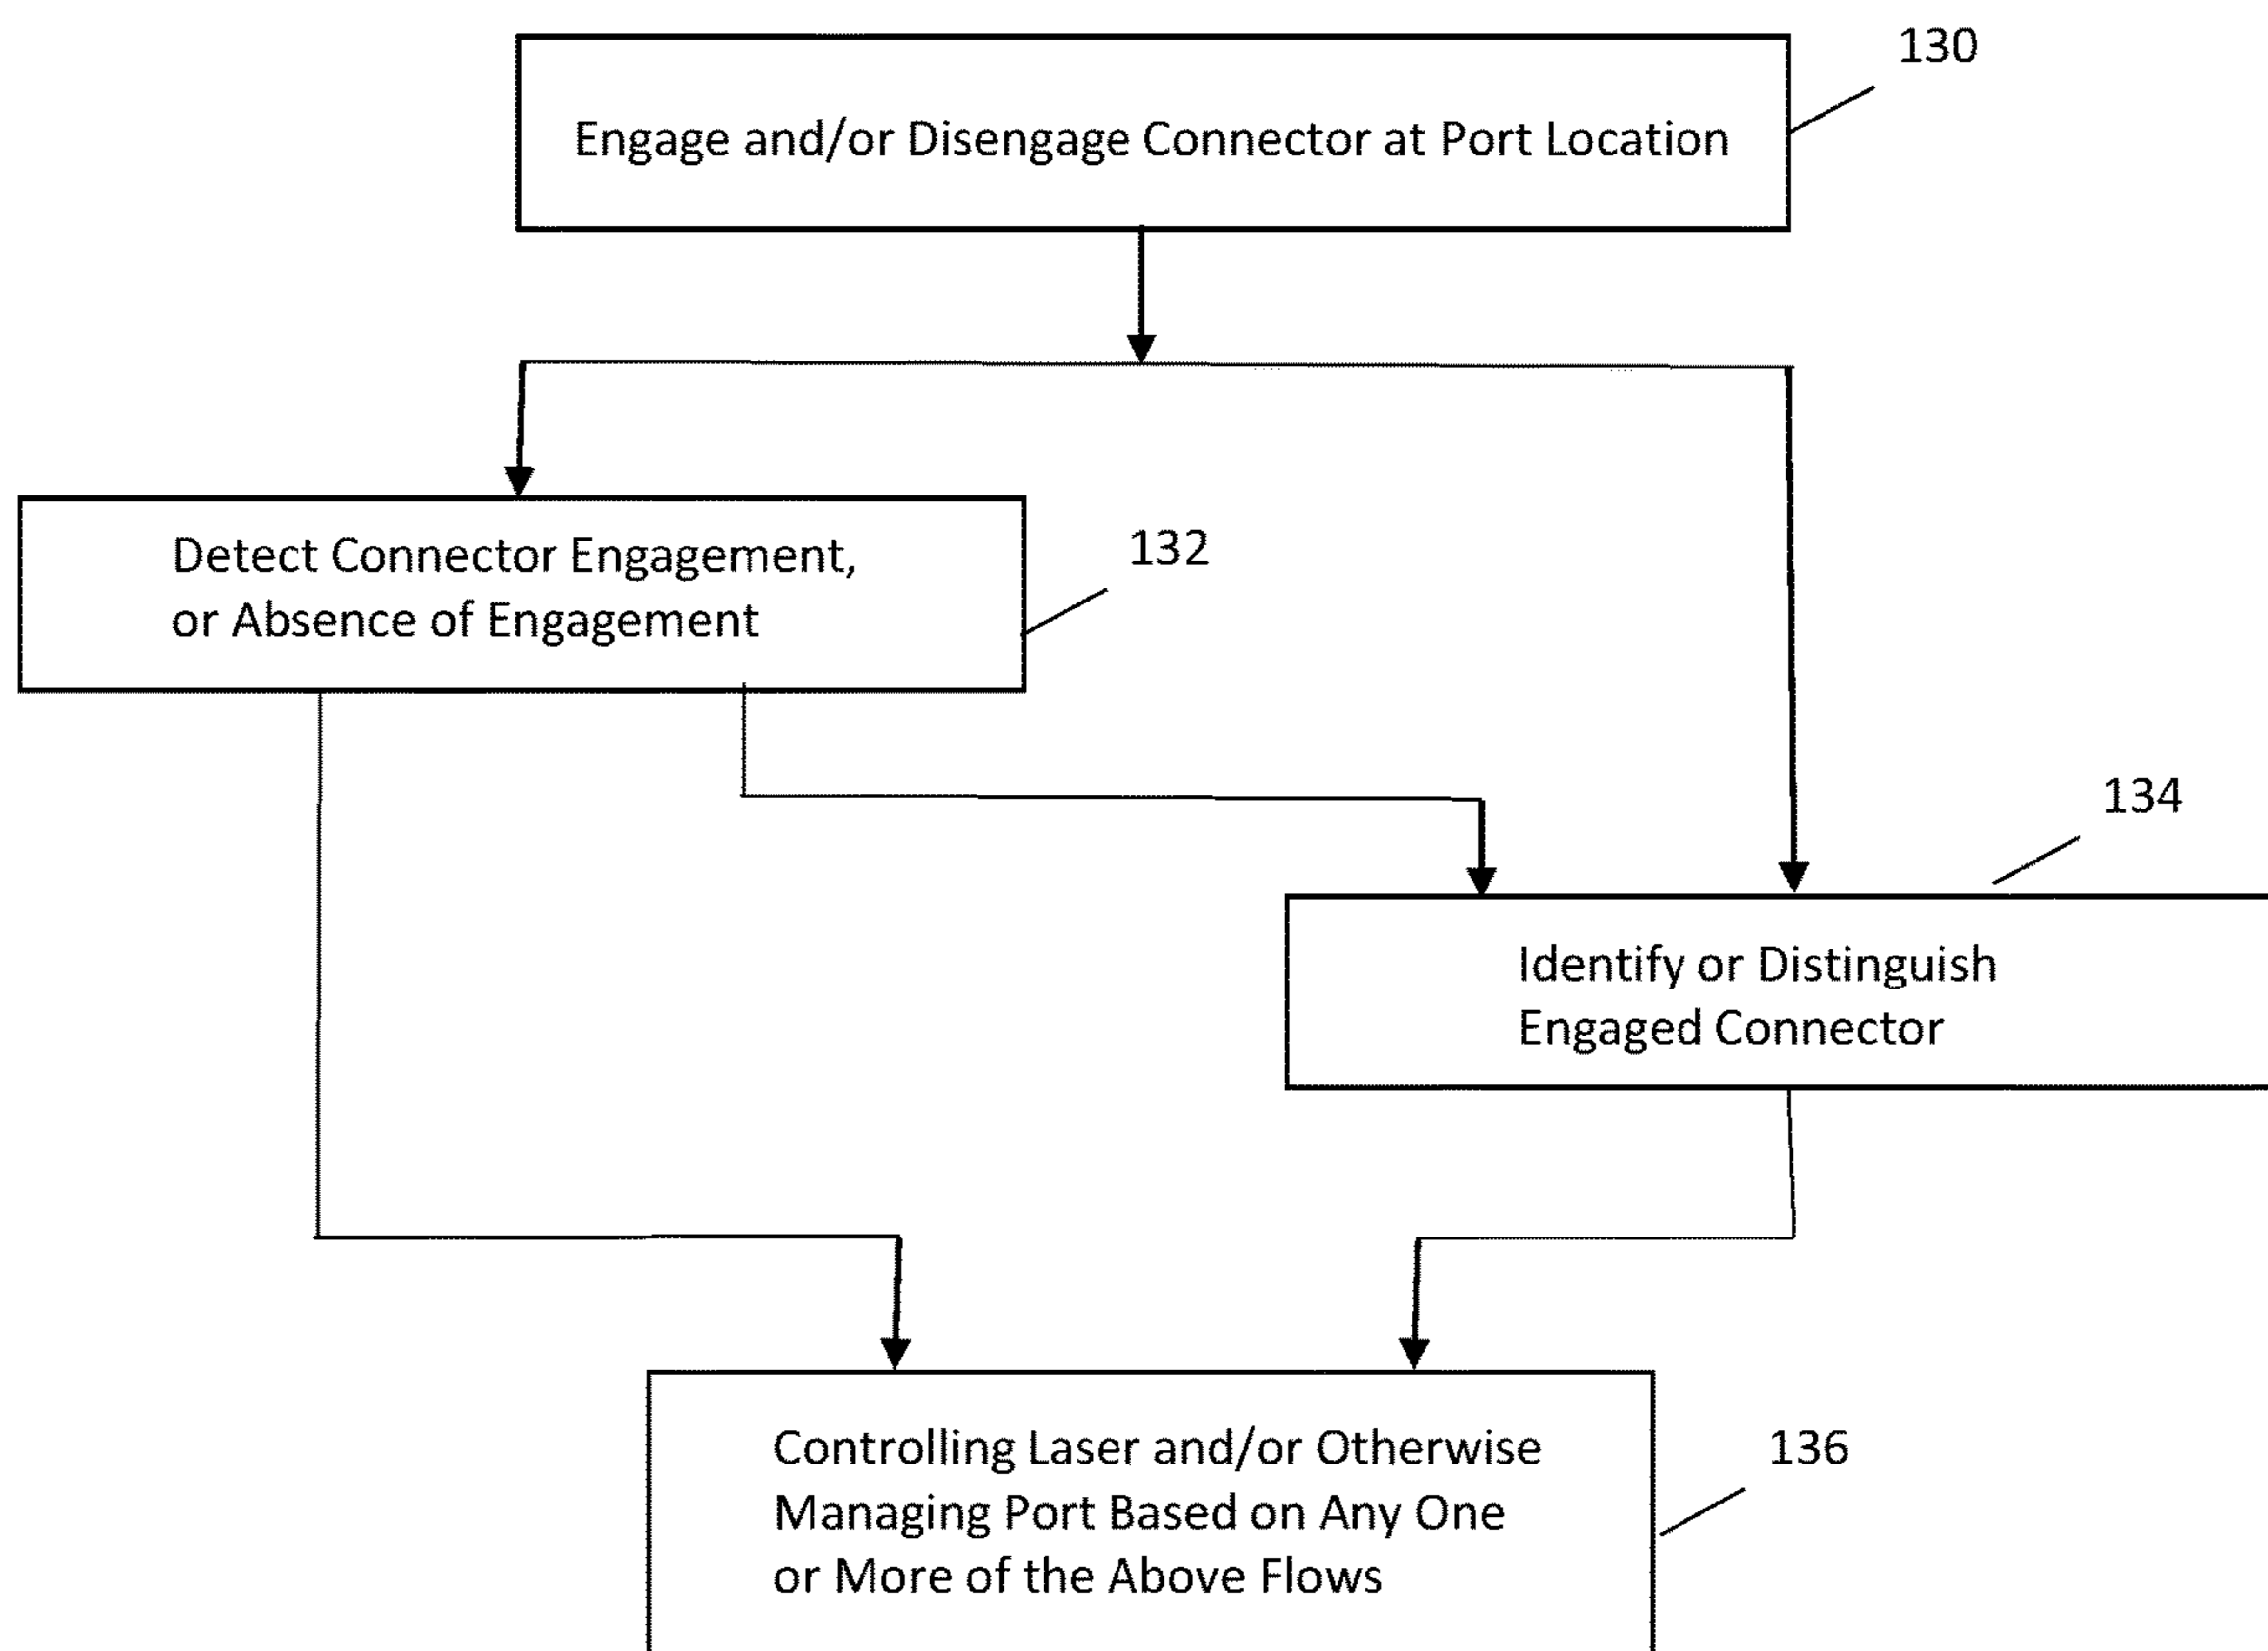 130
Engage and/or Disengage Connector at Port Location
Detect Connector Engagement,
or Absence of Engagement
132
134
Identify or Distinguish
Engaged Connector
Controlling Laser and/or Otherwise
Managing Port Based on Any One
or More of the Above Flows
136